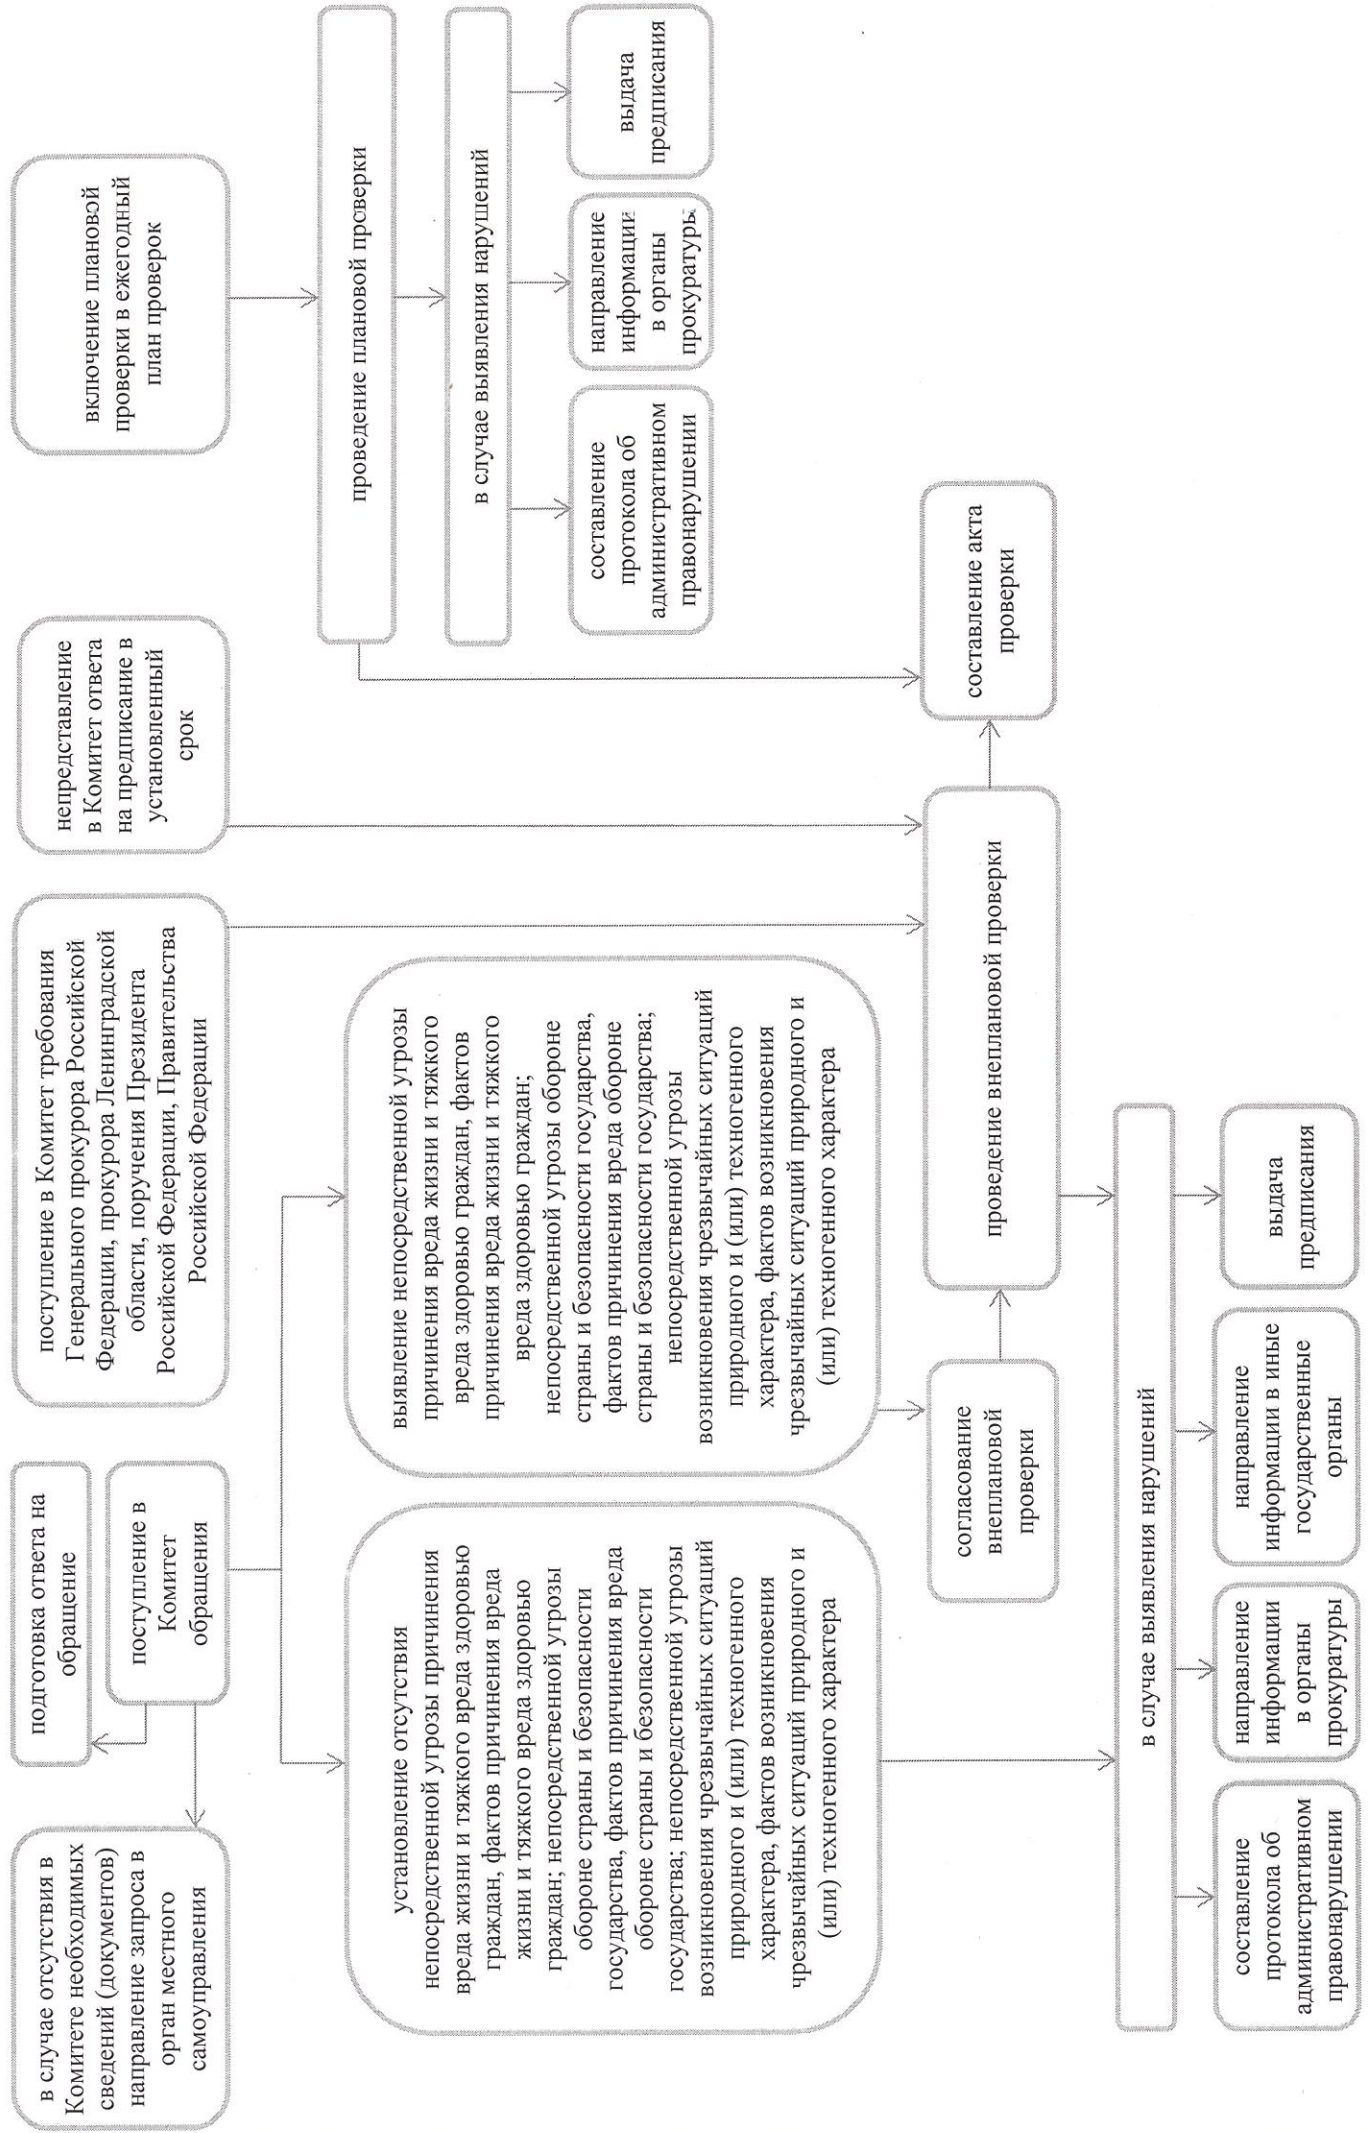 в случае отсутствия в
Комитете необходимых
сведений (документов)
направление запроса в
орган местного
самоуправления
подготовка ответа на
обращение
поступление в
Комитет
обращения
поступление в Комитет требования
Генерального прокурора Российской
Федерации, прокурора Ленинградской
области, поручения Президента
Российской Федерации, Правительства
Российской Федерации
непредставление
в Комитет ответа
на предписание в
установленный
срок
включение плановой
проверки в ежегодный
план проверок
установление отсутствия
непосредственной угрозы причинения
вреда жизни и тяжкого вреда здоровью
граждан, фактов причинения вреда
жизни и тяжкого вреда здоровью
граждан; непосредственной угрозы
обороне страны и безопасности
государства, фактов причинения вреда
обороне страны и безопасности
государства; непосредственной угрозы
возникновения чрезвычайных ситуаций
природного и (или) техногенного
характера, фактов возникновения
чрезвычайных ситуаций природного и
(или) техногенного характера
выявление непосредственной угрозы
причинения вреда жизни и тяжкого
вреда здоровью граждан, фактов
причинения вреда жизни и тяжкого
вреда здоровью граждан;
непосредственной угрозы обороне
страны и безопасности государства,
фактов причинения вреда обороне
страны и безопасности государства;
непосредственной угрозы
возникновения чрезвычайных ситуаций
природного и (или) техногенного
характера, фактов возникновения
чрезвычайных ситуаций природного и
(или) техногенного характера
проведение плановой проверки
в случае выявления нарушений
составление
протокола об
административном
правонарушении
направление
информации
в органы
прокуратуры
выдача
предписания
согласование
внеплановой
проверки
проведение внеплановой проверки
составление акта
проверки
в случае выявления нарушений
составление
протокола об
административном
правонарушении
направление
информации
в органы
прокуратуры
направление
информации в иные
государственные
органы
выдача
предписания